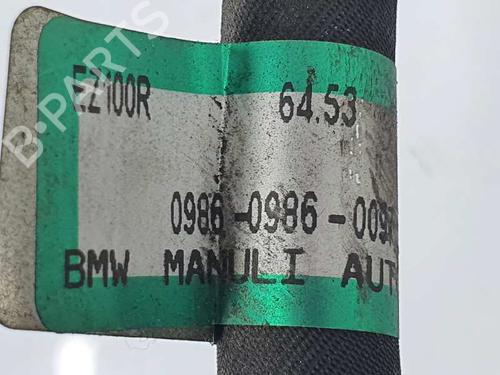 EZ100R 64.53
0986-0986-009
BMW MANULI AUT
B-PARTS